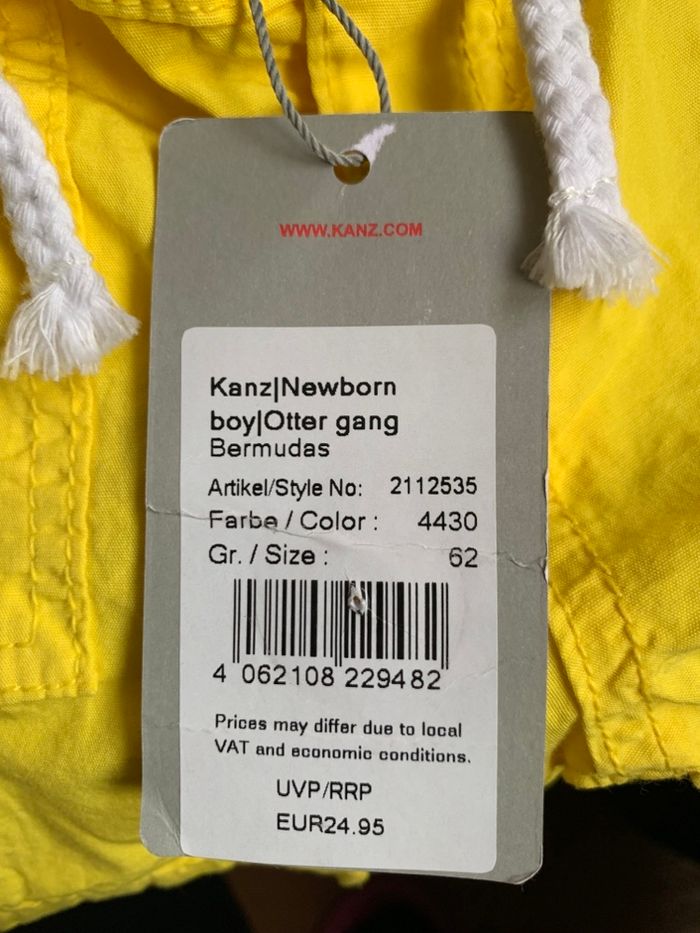 WWW.KANZ.COM
Kanz|Newborn
boy|Otter gang
Bermudas
Artikel/Style No: 2112535
Farbe / Color : 4430
Gr. / Size : 62
4 062108 229482
Prices may differ due to local
VAT and economic conditions.
UVP/RRP
EUR24.95